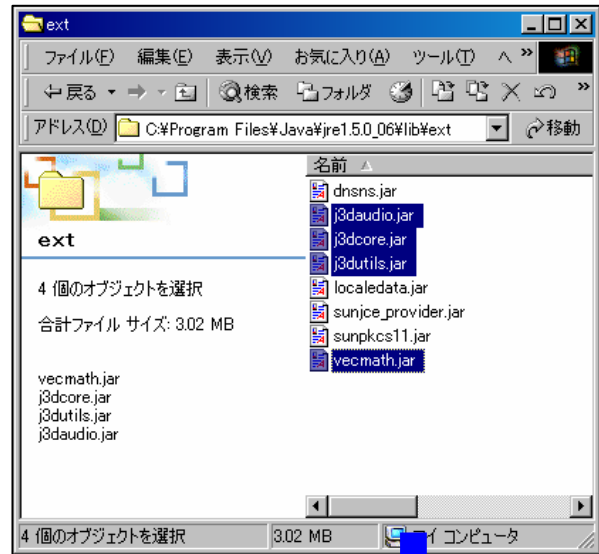 ext
ファイル(F) 編集(E) 表示(V) お気に入り(A) ツール(T) へ »
戻る 検索 フォルダ »
アドレス(D) C:¥Program Files¥Java¥jre1.5.0_06¥lib¥ext 移動
名前
dnsns.jar
j3daudio.jar
j3dcore.jar
j3dutils.jar
localedata.jar
sunjce_provider.jar
sunpkcs11.jar
vecmath.jar
ext
4 個のオブジェクトを選択
合計ファイル サイズ: 3.02 MB
vecmath.jar
j3dcore.jar
j3dutils.jar
j3daudio.jar
4 個のオブジェクトを選択 3.02 MB マイ コンピュータ